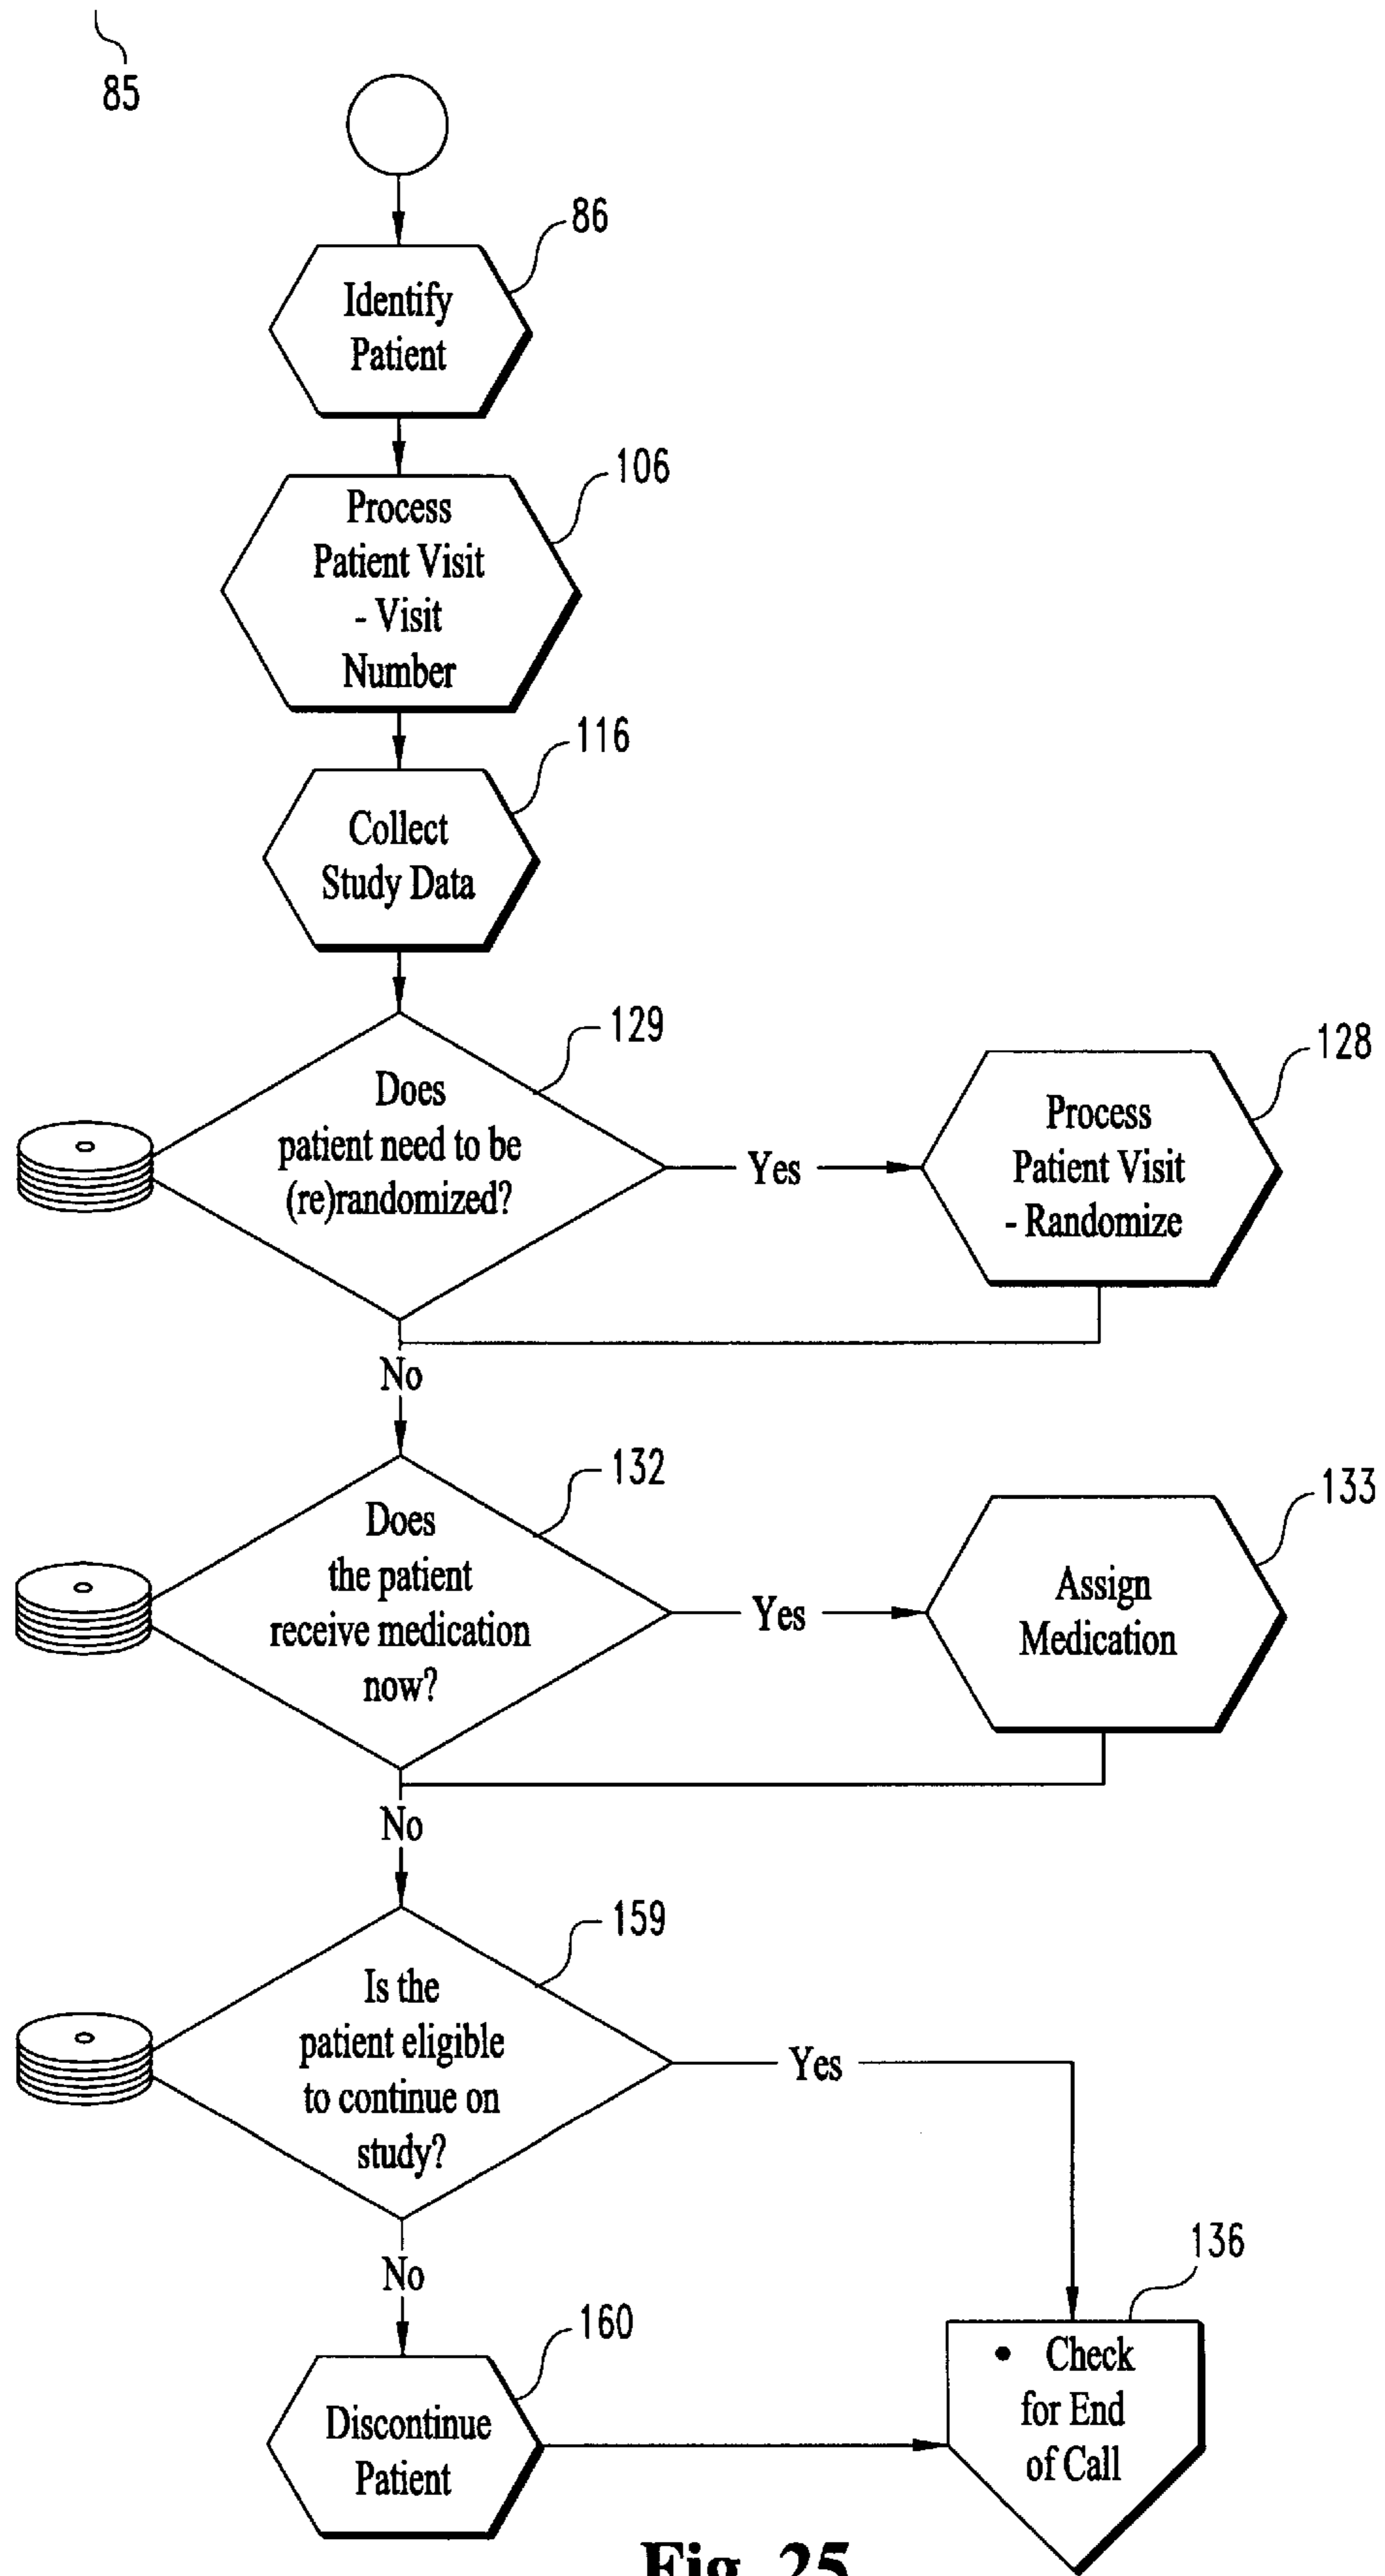 85
86
Identify
Patient
106
Process
Patient Visit
- Visit
Number
116
Collect
Study Data
129
Does
patient need to be
(re)randomized?
Yes
128
Process
Patient Visit
- Randomize
No
132
Does
the patient
receive medication
now?
Yes
133
Assign
Medication
No
159
Is the
patient eligible
to continue on
study?
Yes
No
136
• Check
for End
of Call
160
Discontinue
Patient
Fig. 25